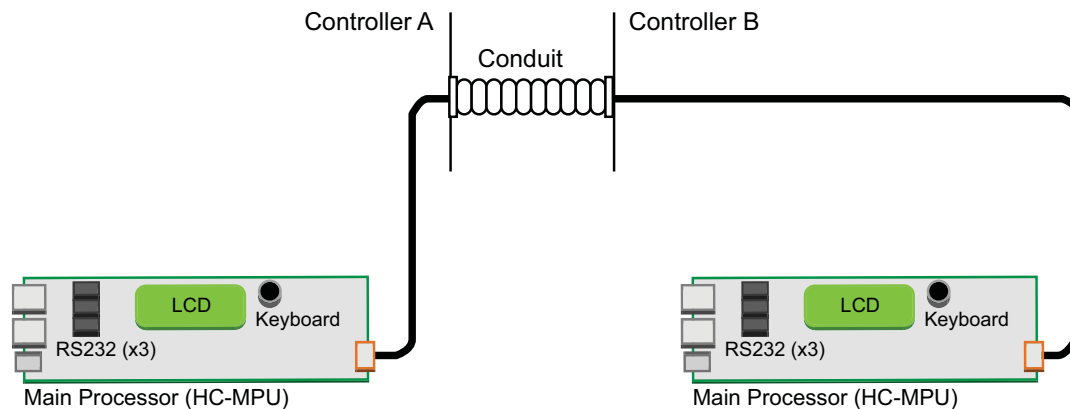 Controller A
Controller B
Conduit
LCD
Keyboard
RS232 (x3)
Main Processor (HC-MPU)
LCD
Keyboard
RS232 (x3)
Main Processor (HC-MPU)